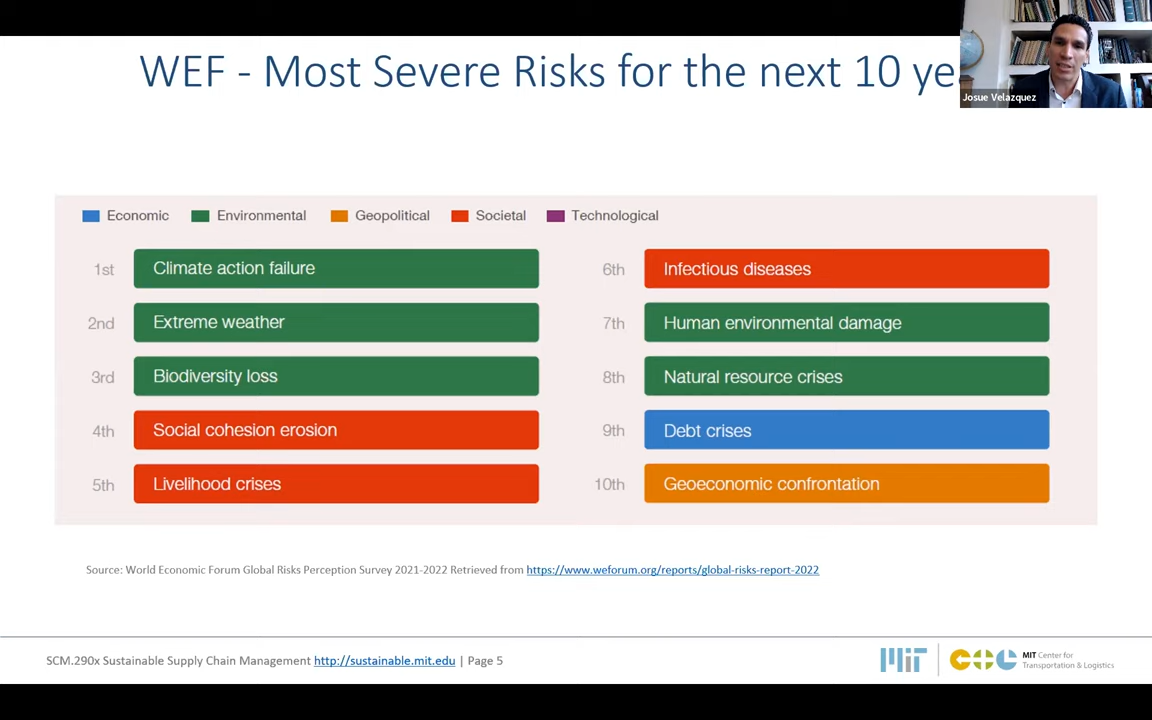 WEF - Most Severe Risks for the next 10 ye
Josue Velazquez
Economic Environmental Geopolitical Societal Technological
1st Climate action failure
2nd Extreme weather
3rd Biodiversity loss
4th Social cohesion erosion
5th Livelihood crises
6th Infectious diseases
7th Human environmental damage
8th Natural resource crises
9th Debt crises
10th Geoeconomic confrontation
Source: World Economic Forum Global Risks Perception Survey 2021-2022 Retrieved from https://www.weforum.org/reports/global-risks-report-2022
SCM.290x Sustainable Supply Chain Management http://sustainable.mit.edu | Page 5
MIT
CTL
MIT Center for
Transportation & Logistics